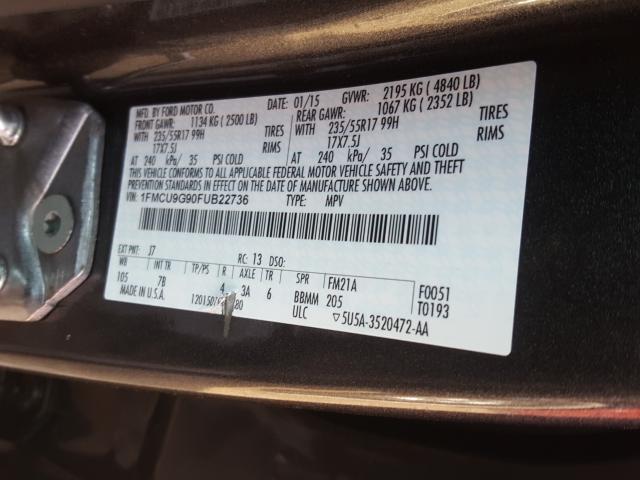 MFD. BY FORD MOTOR CO.
DATE: 01/15 GVWR: 2195 KG ( 4840 LB)
FRONT GAWR: 1134 KG ( 2500 LB) REAR GAWR: 1067 KG ( 2352 LB)
WITH 235/55R17 99H TIRES WITH 235/55R17 99H TIRES
17X7.5J RIMS 17X7.5J RIMS
AT 240 kPa/ 35 PSI COLD AT 240 kPa/ 35 PSI COLD
THIS VEHICLE CONFORMS TO ALL APPLICABLE FEDERAL MOTOR VEHICLE SAFETY AND THEFT
PREVENTION STANDARDS IN EFFECT ON THE DATE OF MANUFACTURE SHOWN ABOVE.
VIN: 1FMCU9G90FUB22736 TYPE: MPV
EXT PNT: J7 RC: 13 DSO:
WB INT TR TP/PS R AXLE TR SPR FM21A F0051
105 7B 4 3A 6 BBMM 205 T0193
MADE IN U.S.A. ULC ▽5U5A-3520472-AA